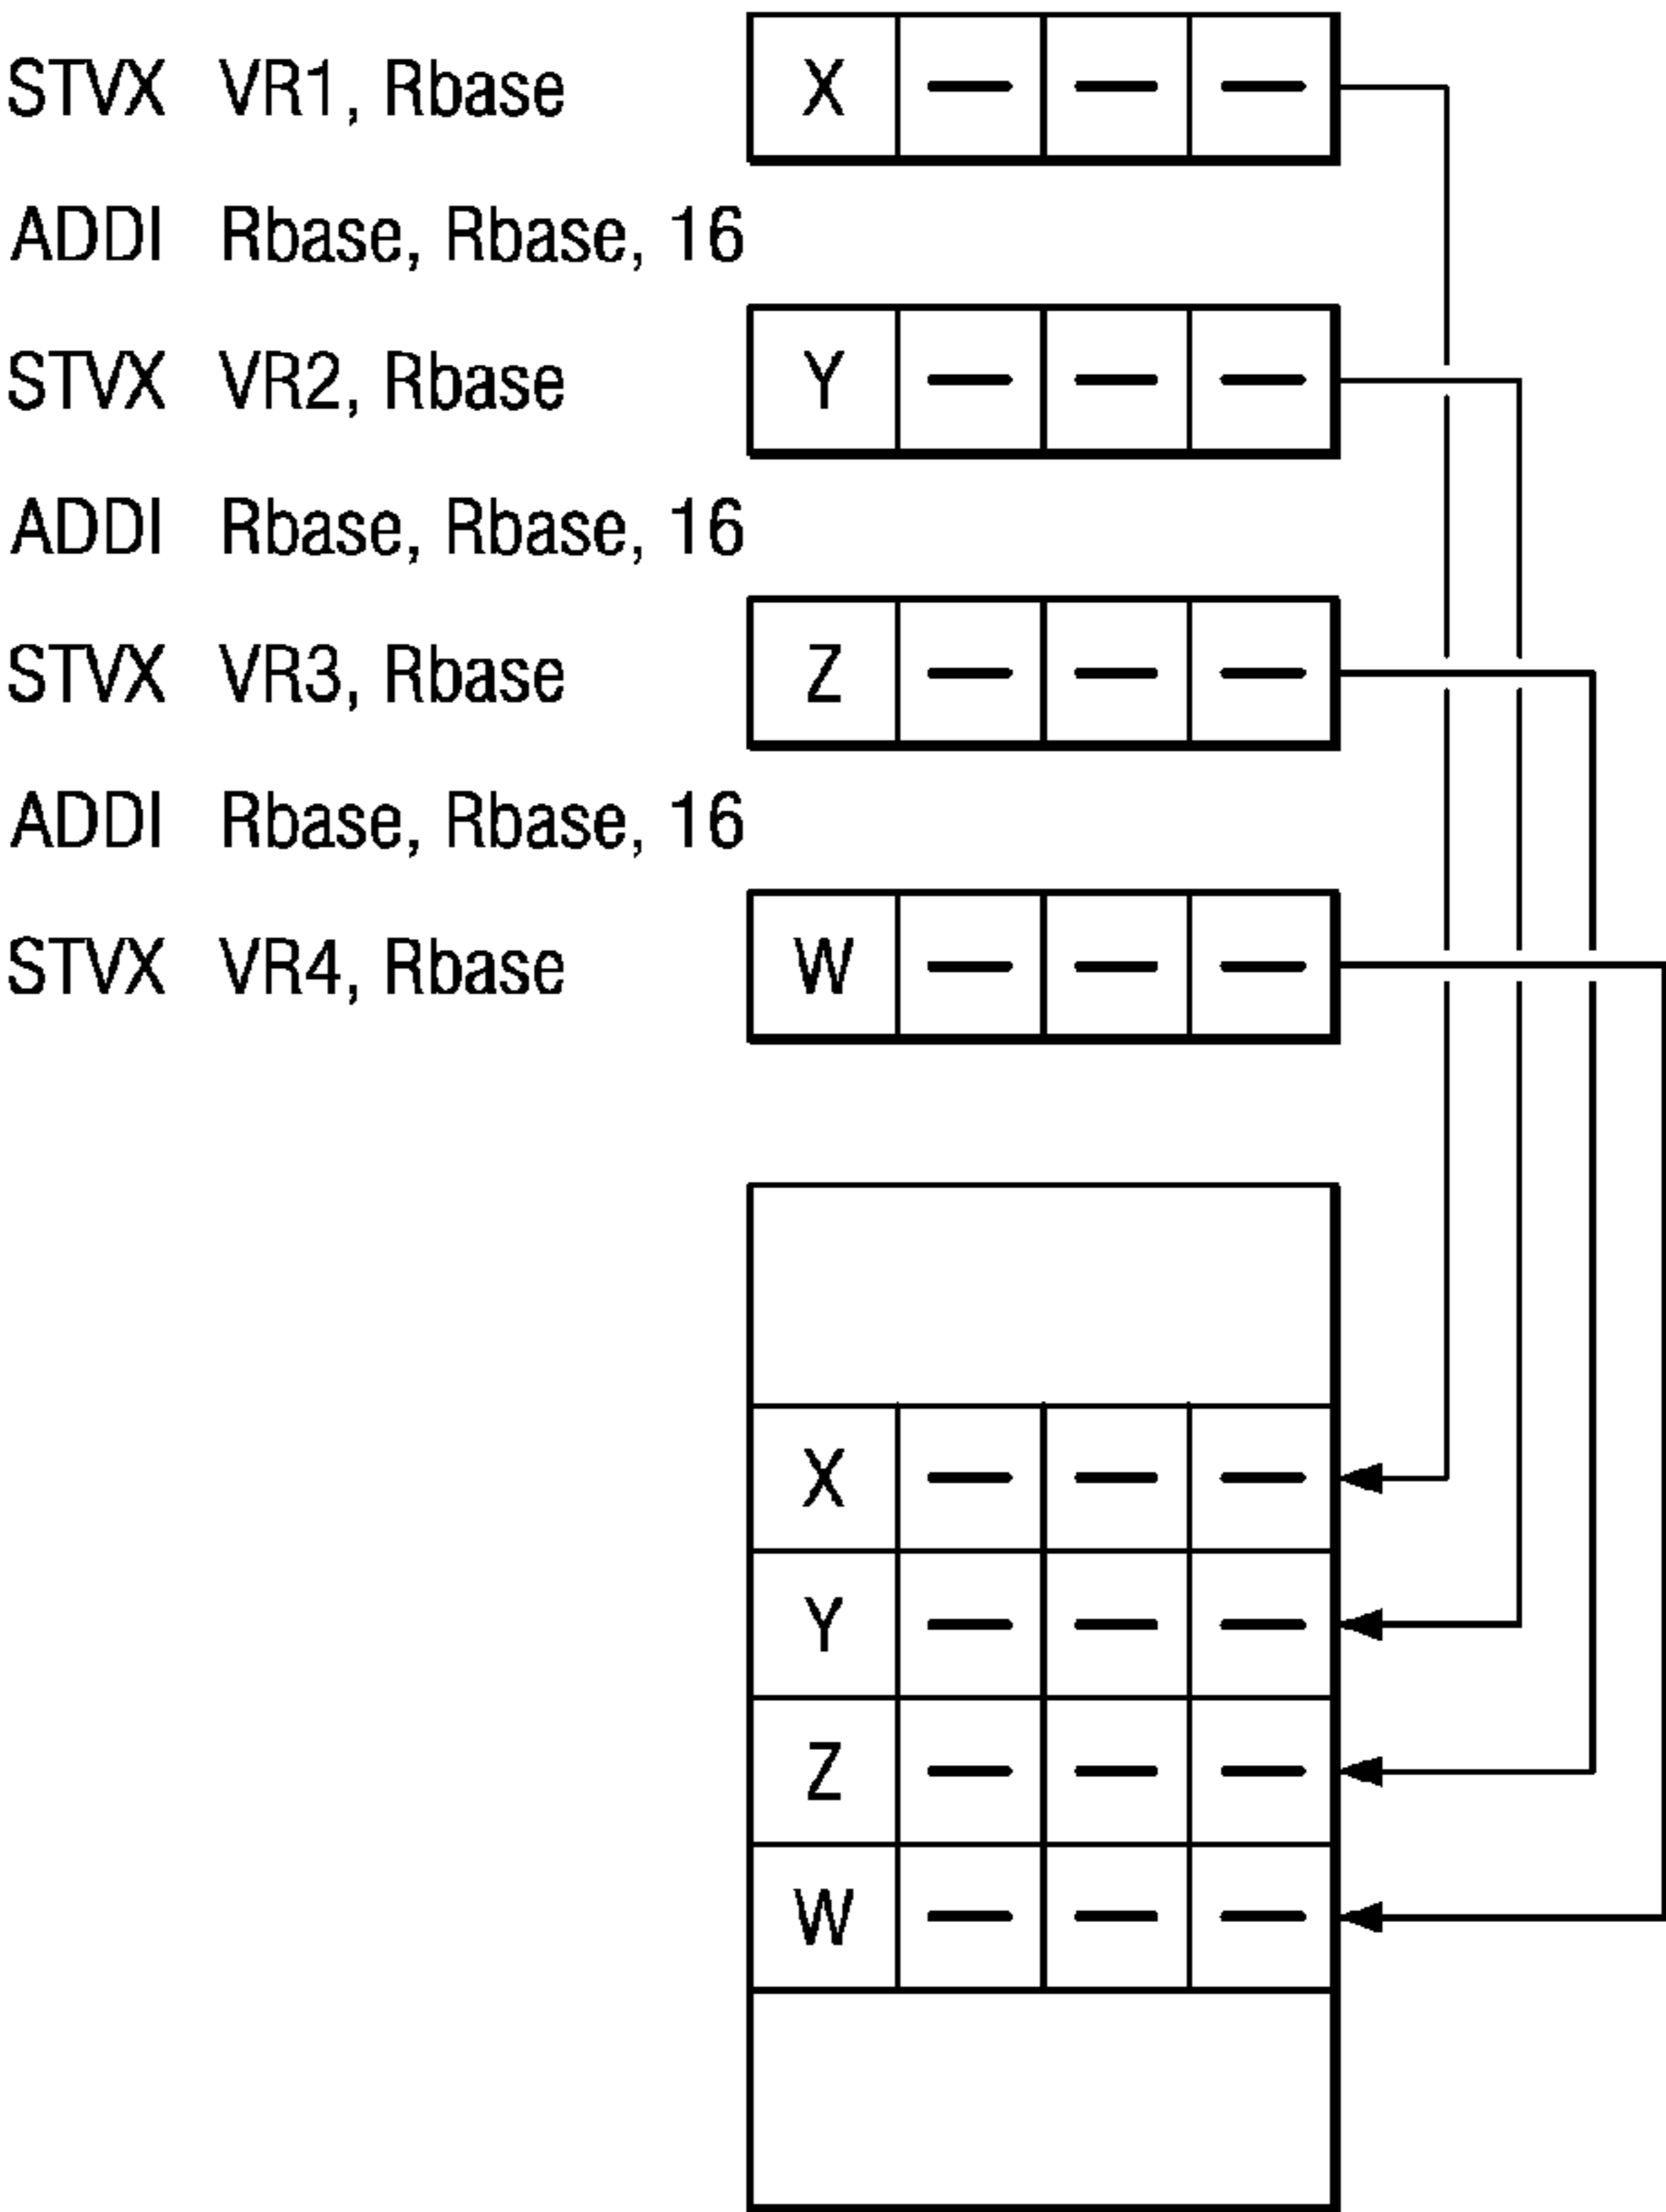 STVX VR1, Rbase X — — —
ADDI Rbase, Rbase, 16
STVX VR2, Rbase Y — — —
ADDI Rbase, Rbase, 16
STVX VR3, Rbase Z — — —
ADDI Rbase, Rbase, 16
STVX VR4, Rbase W — — —
X — — —
Y — — —
Z — — —
W — — —